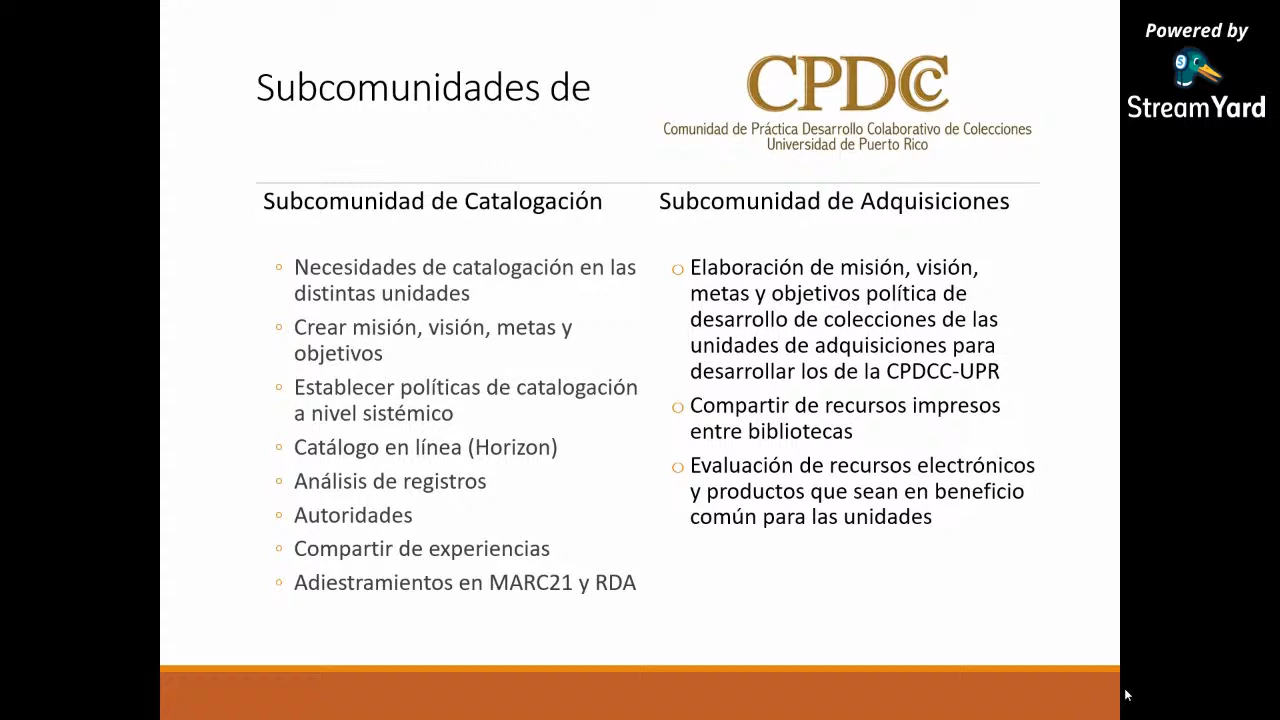 Subcomunidades de
CPDCC
Comunidad de Práctica Desarrollo Colaborativo de Colecciones
Universidad de Puerto Rico
Powered by
StreamYard
Subcomunidad de Catalogación
Necesidades de catalogación en las
distintas unidades
Crear misión, visión, metas y
objetivos
Establecer políticas de catalogación
a nivel sistémico
Catálogo en línea (Horizon)
Análisis de registros
Autoridades
Compartir de experiencias
Adiestramientos en MARC21 y RDA
Subcomunidad de Adquisiciones
Elaboración de misión, visión,
metas y objetivos política de
desarrollo de colecciones de las
unidades de adquisiciones para
desarrollar los de la CPDCC-UPR
Compartir de recursos impresos
entre bibliotecas
Evaluación de recursos electrónicos
y productos que sean en beneficio
común para las unidades